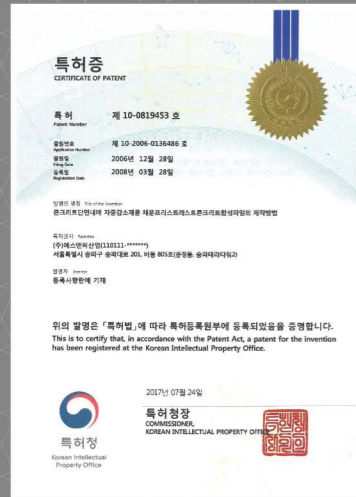 특허증
CERTIFICATE OF PATENT
특 허 제 10-0819453 호
Patent Number
출원번호 제 10-2006-0136486 호
Application Number
출원일 2006년 12월 28일
Filing Date
등록일 2008년 03월 28일
Registration Date
발명의 명칭 Title of the Invention
콘크리트단면내에 자중감소재를 채운프리스트레스트콘크리트합성파일의 제작방법
특허권자 Patentee
(주)에스앤씨산업(110111-*******)
서울특별시 송파구 송파대로 201, 비동 805호(문정동, 송파테라타워2)
발명자 Inventor
등록사항란에 기재
위의 발명은 「특허법」에 따라 특허등록원부에 등록되었음을 증명합니다.
This is to certify that, in accordance with the Patent Act, a patent for the invention
has been registered at the Korean Intellectual Property Office.
2017년 07월 24일
특허청장
COMMISSIONER,
KOREAN INTELLECTUAL PROPERTY OFFICE
특허청
Korean Intellectual
Property Office